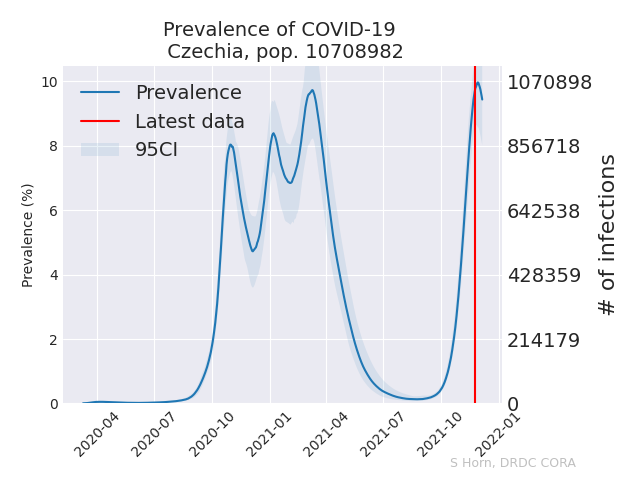 Prevalence of COVID-19
Czechia, pop. 10708982
Prevalence
Latest data
95CI
Prevalence (%)
10
8
6
4
2
0
1070898
856718
642538
428359
214179
0
# of infections
2020-04
2020-07
2020-10
2021-01
2021-04
2021-07
2021-10
2022-01
S Horn, DRDC CORA